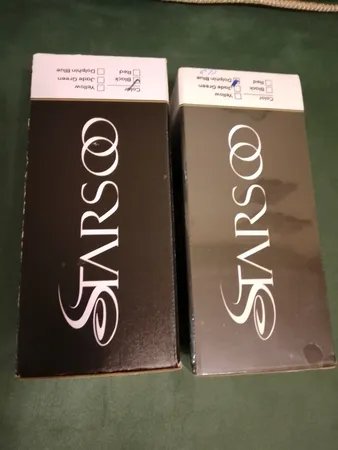 Color
Yellow
Black
Jade Green
Red
Dolphin Blue
STARSOO
Color
Yellow
Black
Jade Green
Red
Dolphin Blue
STARSOO